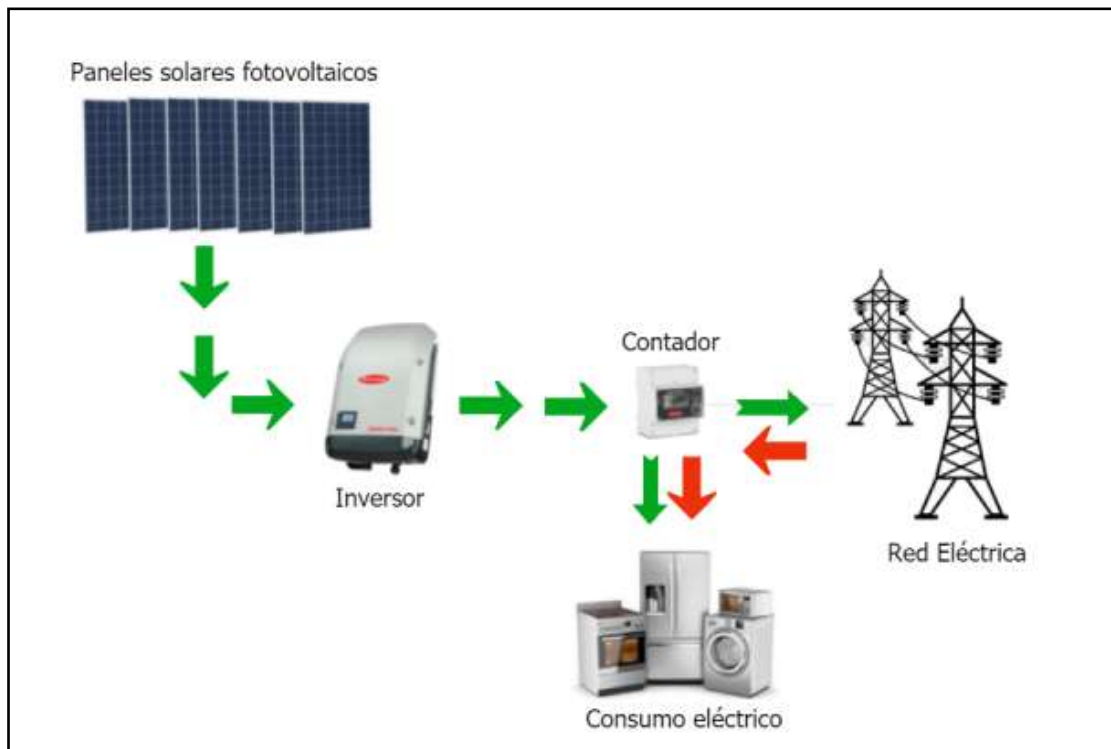 Paneles solares fotovoltaicos
Contador
Inversor
Red Eléctrica
Consumo eléctrico